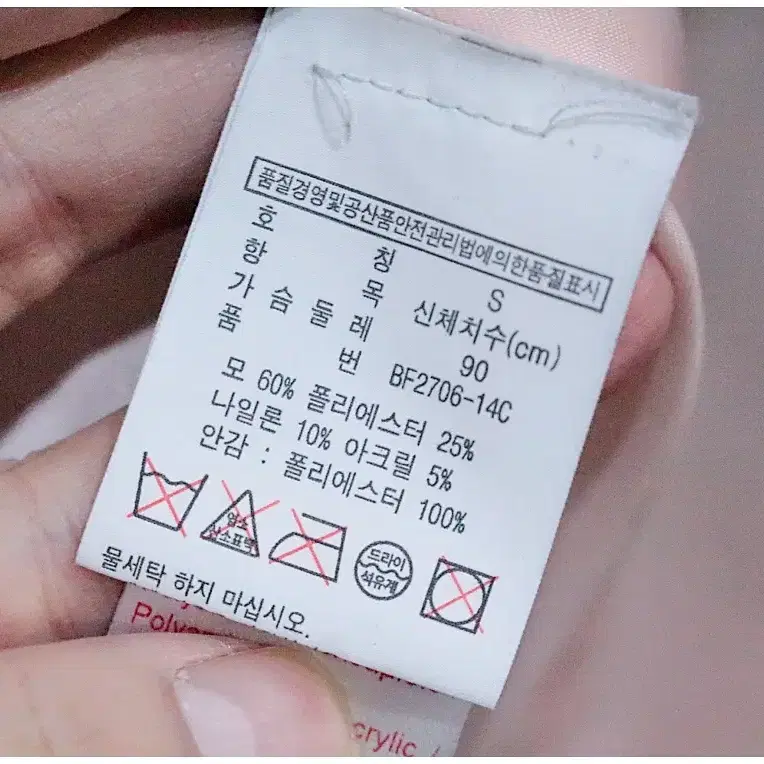 품질경영및공산품안전관리법에의한품질표시
호 칭 S
항 목 신체치수(cm)
가 슴 둘 레 90
품 번 BF2706-14C
모 60% 폴리에스터 25%
나일론 10% 아크릴 5%
안감 : 폴리에스터 100%
염소
산소표백
드라이
석유계
물세탁 하지 마십시오.